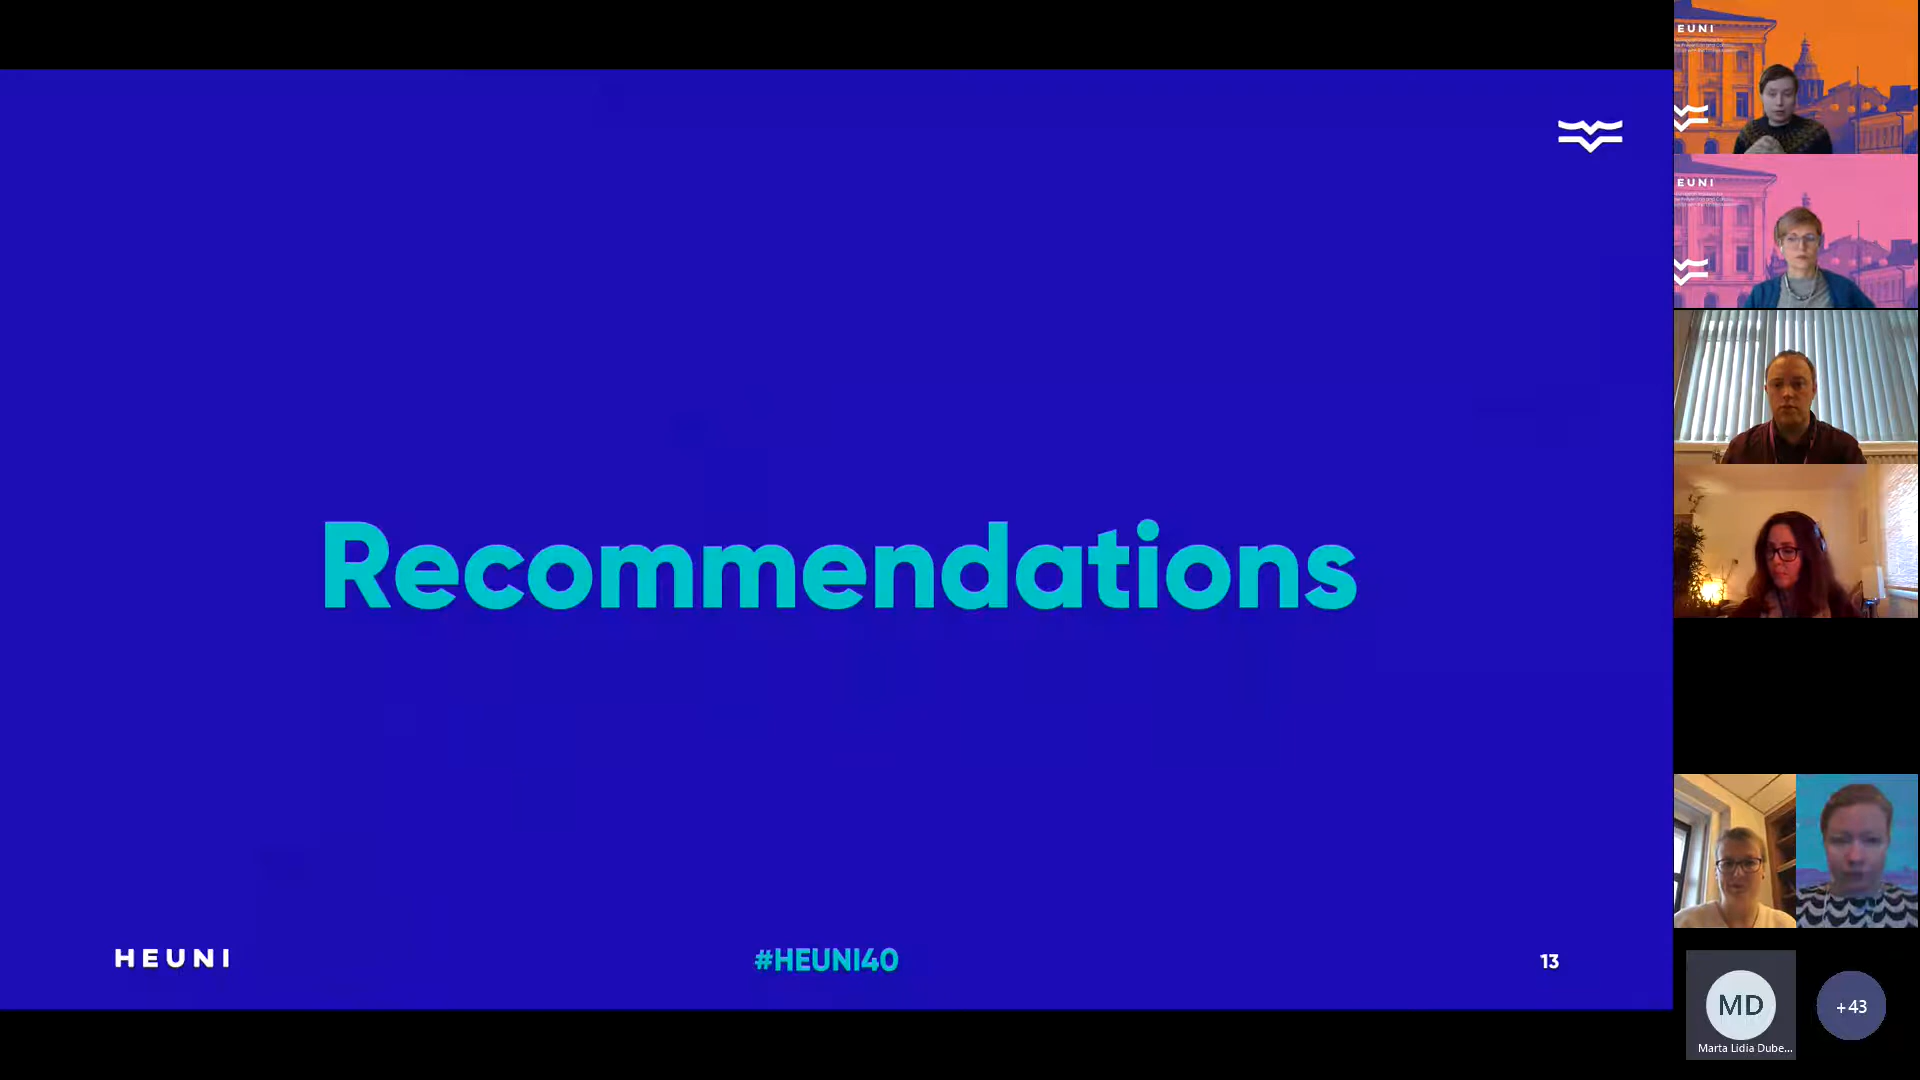 Recommendations
HEUNI
#HEUNI40
13
EUNI
EUNI
MD
+43
Marta Lidia Dube...